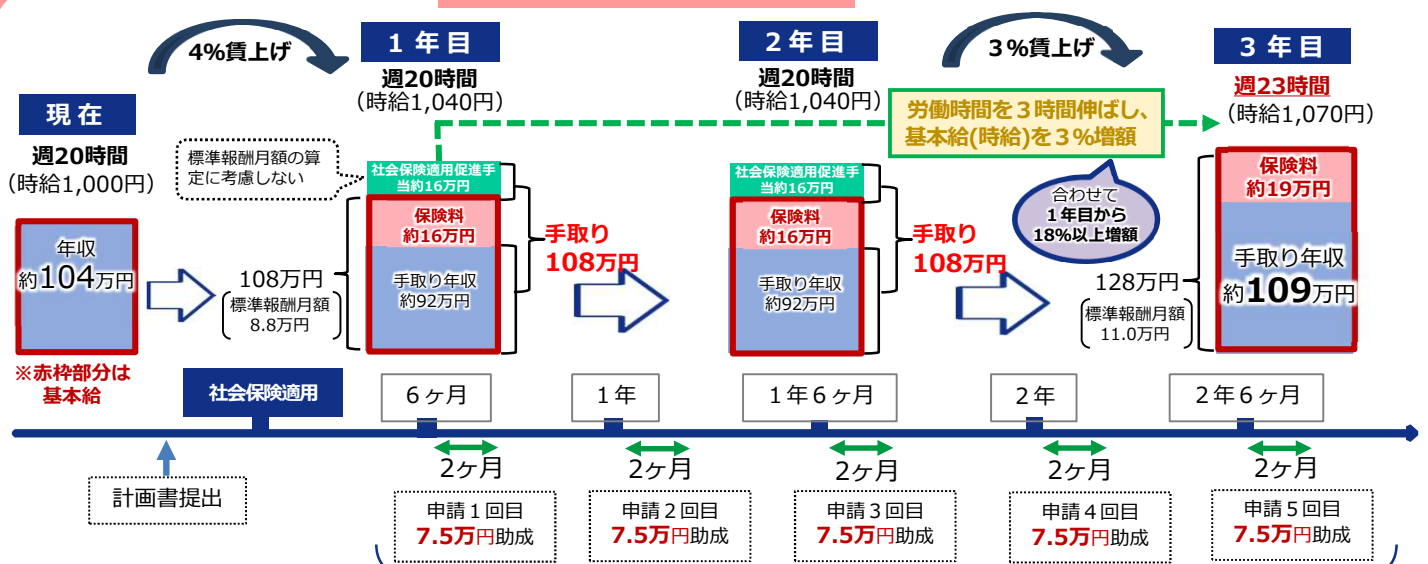 4%賃上げ
1年目
週20時間
(時給1,040円)
2年目
週20時間
(時給1,040円)
3%賃上げ
3年目
週23時間
(時給1,070円)
現在
週20時間
(時給1,000円)
標準報酬月額の算
定に考慮しない
労働時間を3時間伸ばし、
基本給(時給)を3%増額
合わせて
1年目から
18%以上増額
年収
約104万円
※赤枠部分は
基本給
108万円
標準報酬月額
8.8万円
社会保険適用促進手
当約16万円
保険料
約16万円
手取り年収
約92万円
手取り
108万円
社会保険適用促進手
当約16万円
保険料
約16万円
手取り年収
約92万円
手取り
108万円
128万円
標準報酬月額
11.0万円
保険料
約19万円
手取り年収
約109万円
社会保険適用
6ヶ月
1年
1年6ヶ月
2年
2年6ヶ月
計画書提出
2ヶ月
2ヶ月
2ヶ月
2ヶ月
2ヶ月
申請1回目
7.5万円助成
申請2回目
7.5万円助成
申請3回目
7.5万円助成
申請4回目
7.5万円助成
申請5回目
7.5万円助成